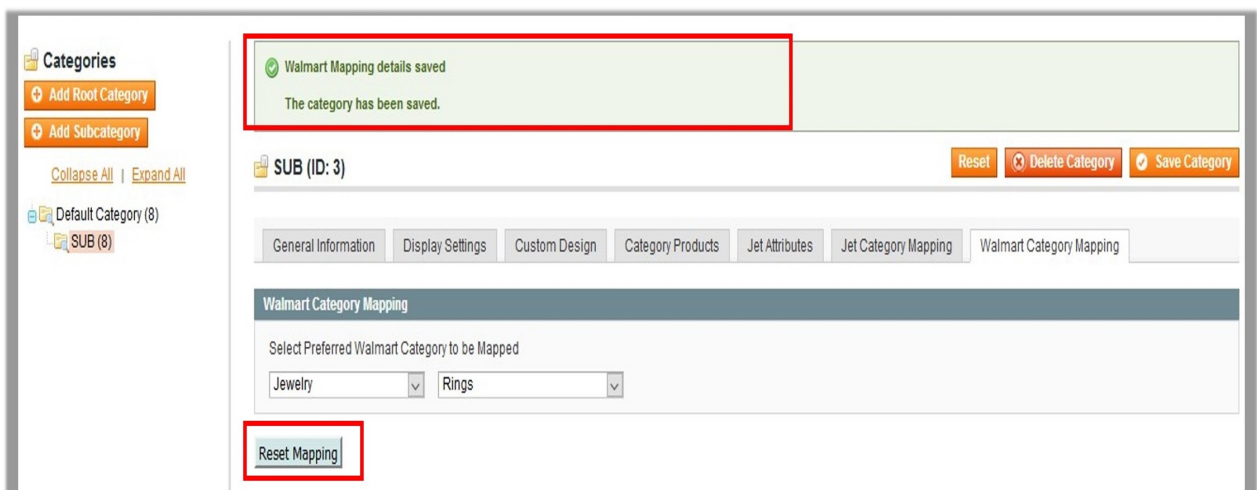 Categories
Add Root Category
Add Subcategory
Collapse All | Expand All
Default Category (8)
SUB (8)
Walmart Mapping details saved
The category has been saved.
SUB (ID: 3)
Reset Delete Category Save Category
General Information Display Settings Custom Design Category Products Jet Attributes Jet Category Mapping Walmart Category Mapping
Walmart Category Mapping
Select Preferred Walmart Category to be Mapped
Jewelry Rings
Reset Mapping